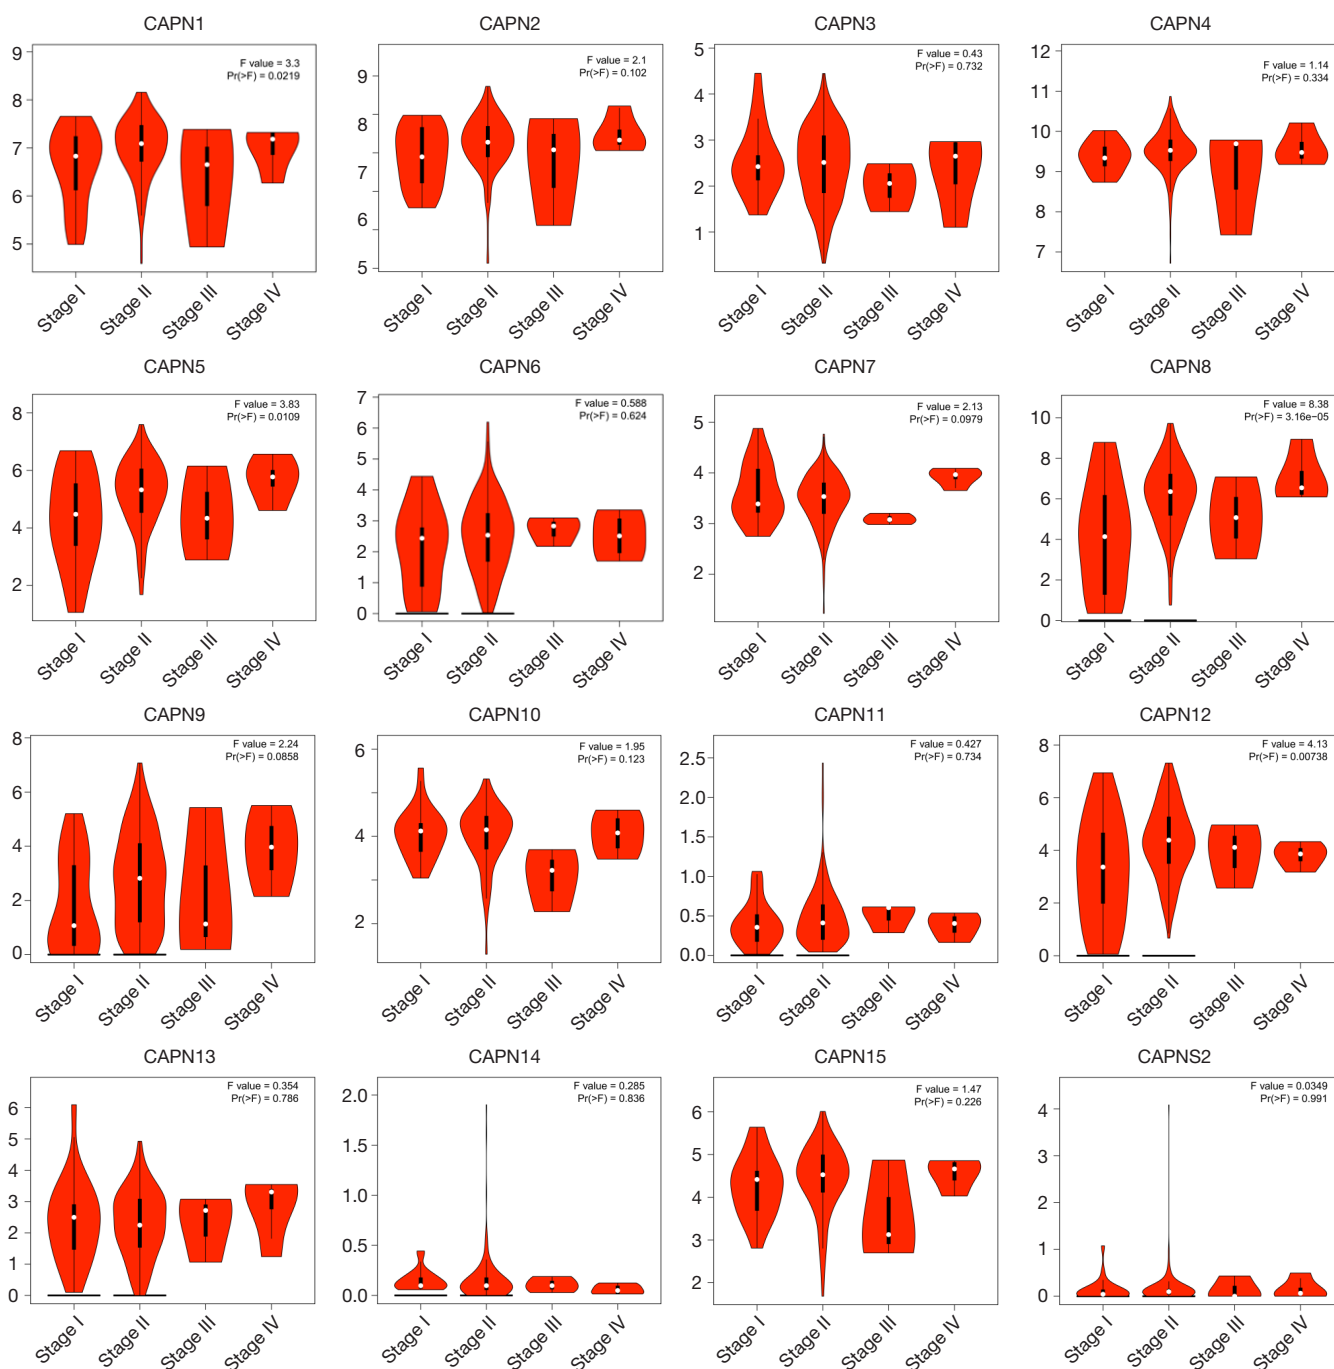 CAPN1
F value = 3.3
Pr(>F) = 0.0219
9
8
7
6
5
Stage I
Stage II
Stage III
Stage IV
CAPN2
F value = 2.1
Pr(>F) = 0.102
9
8
7
6
5
Stage I
Stage II
Stage III
Stage IV
CAPN3
F value = 0.43
Pr(>F) = 0.732
5
4
3
2
1
Stage I
Stage II
Stage III
Stage IV
CAPN4
F value = 1.14
Pr(>F) = 0.334
12
11
10
9
8
7
Stage I
Stage II
Stage III
Stage IV
CAPN5
F value = 3.83
Pr(>F) = 0.0109
8
6
4
2
Stage I
Stage II
Stage III
Stage IV
CAPN6
F value = 0.588
Pr(>F) = 0.624
7
6
5
4
3
2
1
0
Stage I
Stage II
Stage III
Stage IV
CAPN7
F value = 2.13
Pr(>F) = 0.0979
5
4
3
2
Stage I
Stage II
Stage III
Stage IV
CAPN8
F value = 8.38
Pr(>F) = 3.16e−05
10
8
6
4
2
0
Stage I
Stage II
Stage III
Stage IV
CAPN9
F value = 2.24
Pr(>F) = 0.0858
8
6
4
2
0
Stage I
Stage II
Stage III
Stage IV
CAPN10
F value = 1.95
Pr(>F) = 0.123
6
4
2
Stage I
Stage II
Stage III
Stage IV
CAPN11
F value = 0.427
Pr(>F) = 0.734
2.5
2.0
1.5
1.0
0.5
0.0
Stage I
Stage II
Stage III
Stage IV
CAPN12
F value = 4.13
Pr(>F) = 0.00738
8
6
4
2
0
Stage I
Stage II
Stage III
Stage IV
CAPN13
F value = 0.354
Pr(>F) = 0.786
6
5
4
3
2
1
0
Stage I
Stage II
Stage III
Stage IV
CAPN14
F value = 0.285
Pr(>F) = 0.836
2.0
1.5
1.0
0.5
0.0
Stage I
Stage II
Stage III
Stage IV
CAPN15
F value = 1.47
Pr(>F) = 0.226
6
5
4
3
2
Stage I
Stage II
Stage III
Stage IV
CAPNS2
F value = 0.0349
Pr(>F) = 0.991
4
3
2
1
0
Stage I
Stage II
Stage III
Stage IV